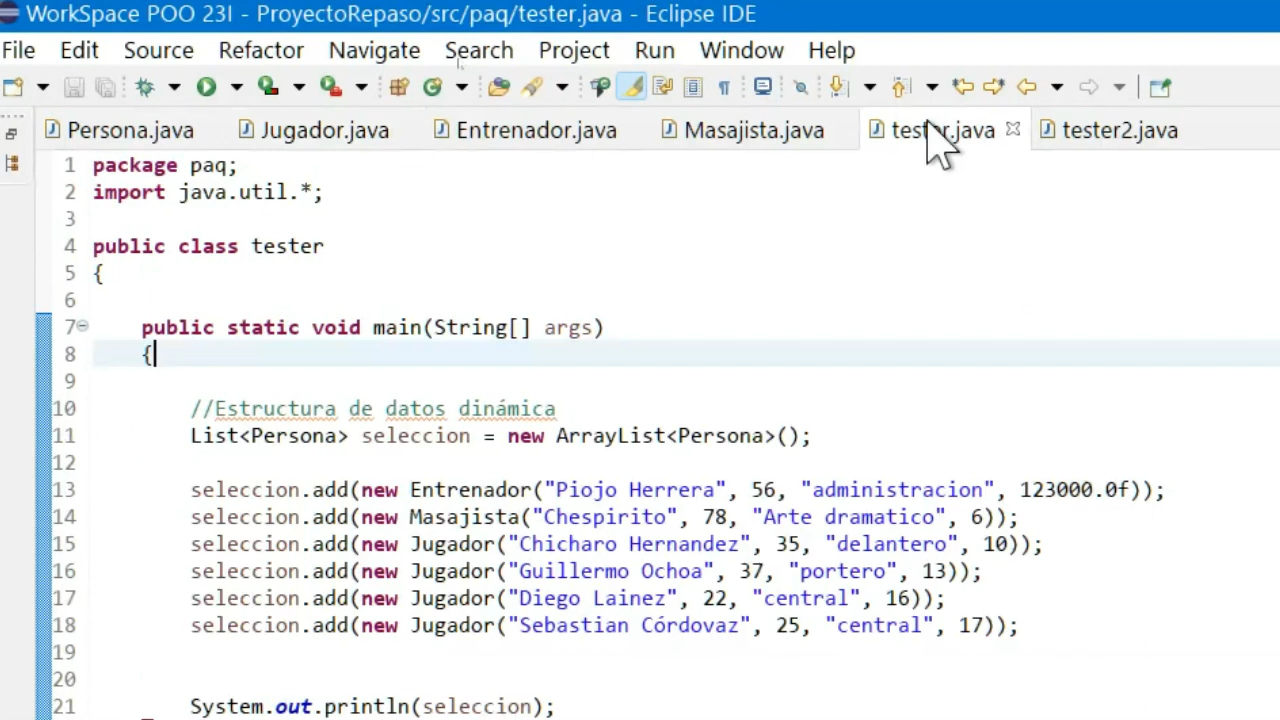 WorkSpace POO 23I - ProyectoRepaso/src/paq/tester.java - Eclipse IDE
File Edit Source Refactor Navigate Search Project Run Window Help
Persona.java Jugador.java Entrenador.java Masajista.java tester.java tester2.java
1 package paq;
2 import java.util.*;
3
4 public class tester
5 {
6
7 public static void main(String[] args)
8 {
9
10 //Estructura de datos dinámica
11 List<Persona> seleccion = new ArrayList<Persona>();
12
13 seleccion.add(new Entrenador("Piojo Herrera", 56, "administracion", 123000.0f));
14 seleccion.add(new Masajista("Chespirito", 78, "Arte dramatico", 6));
15 seleccion.add(new Jugador("Chicharo Hernandez", 35, "delantero", 10));
16 seleccion.add(new Jugador("Guillermo Ochoa", 37, "portero", 13));
17 seleccion.add(new Jugador("Diego Lainez", 22, "central", 16));
18 seleccion.add(new Jugador("Sebastian Córdovaz", 25, "central", 17));
19
20
21 System.out.println(seleccion);